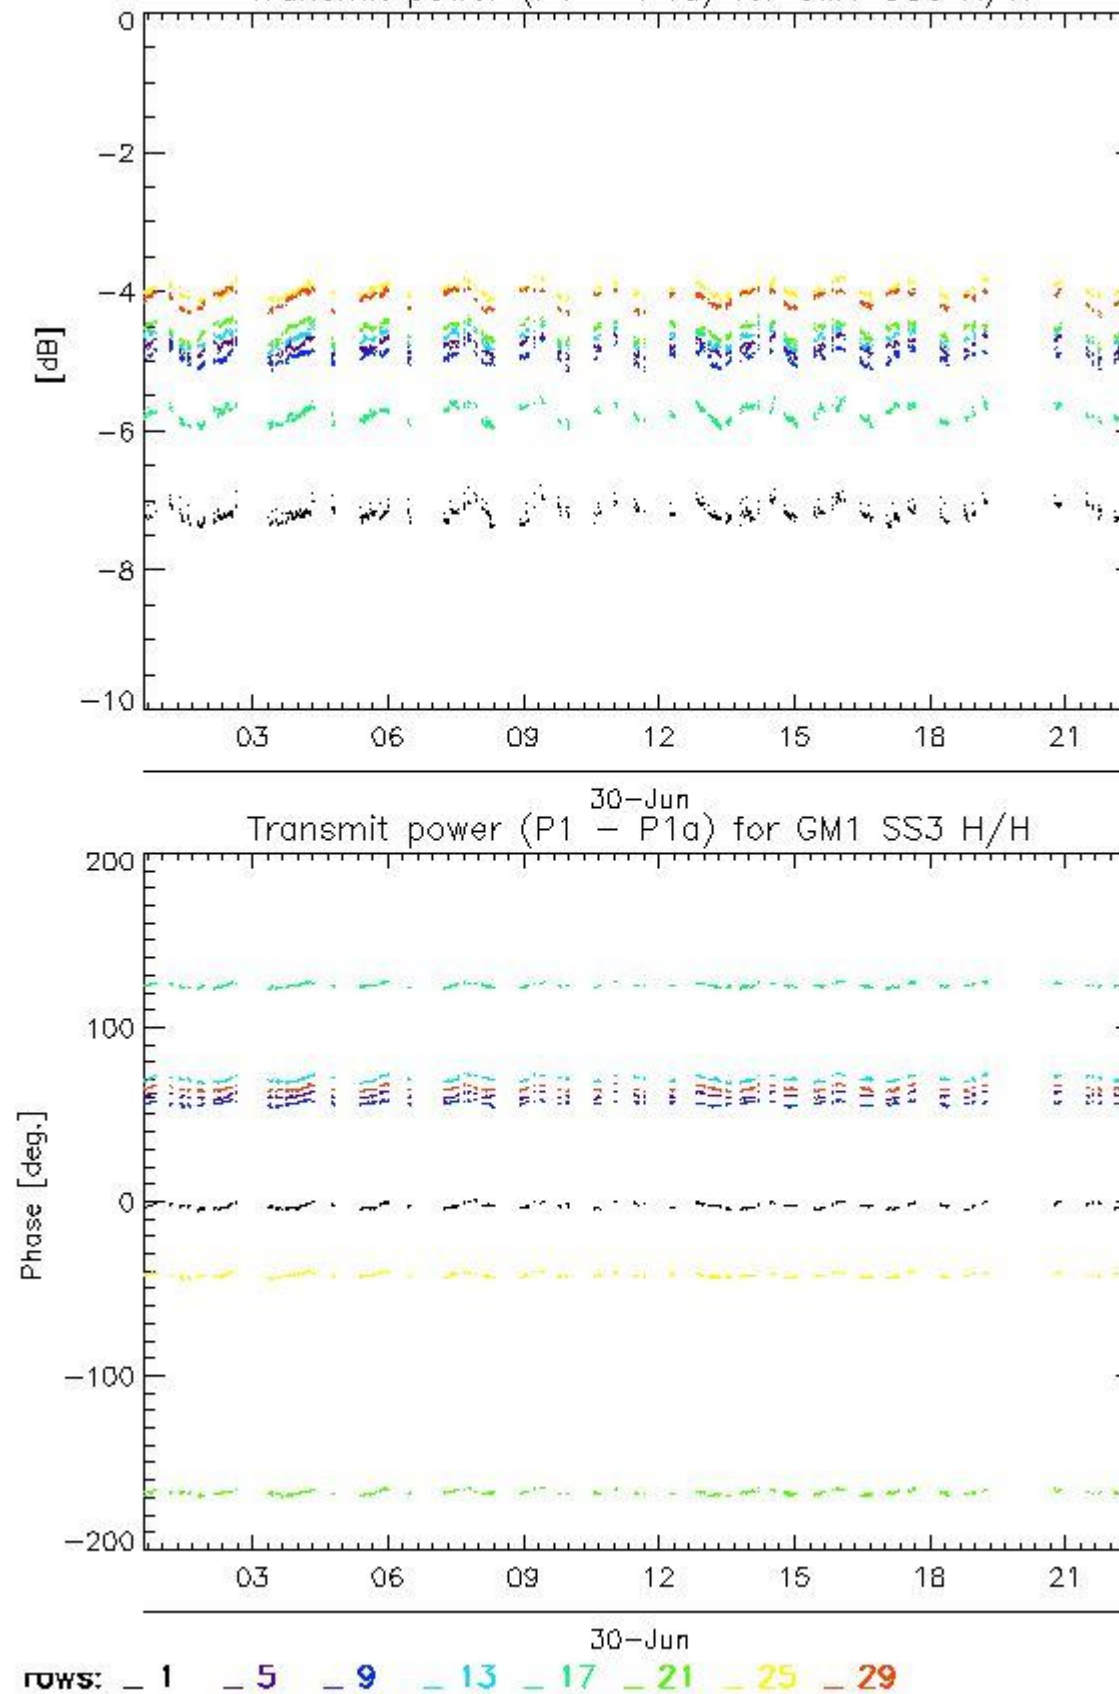 0
-2
-4
[dB]
-6
-8
-10
03 06 09 12 15 18 21
30-Jun
Transmit power (P1 - P1a) for GM1 SS3 H/H
200
100
0
Phase [deg.]
-100
-200
03 06 09 12 15 18 21
30-Jun
rows: _ 1 _ 5 _ 9 _ 13 _ 17 _ 21 _ 25 _ 29